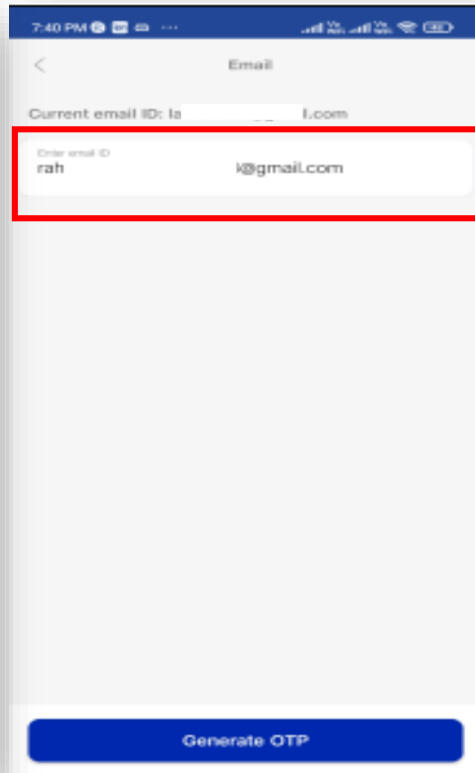 7:40 PM
Email
Current email ID: la l.com
Enter email ID
rah @gmail.com
Generate OTP